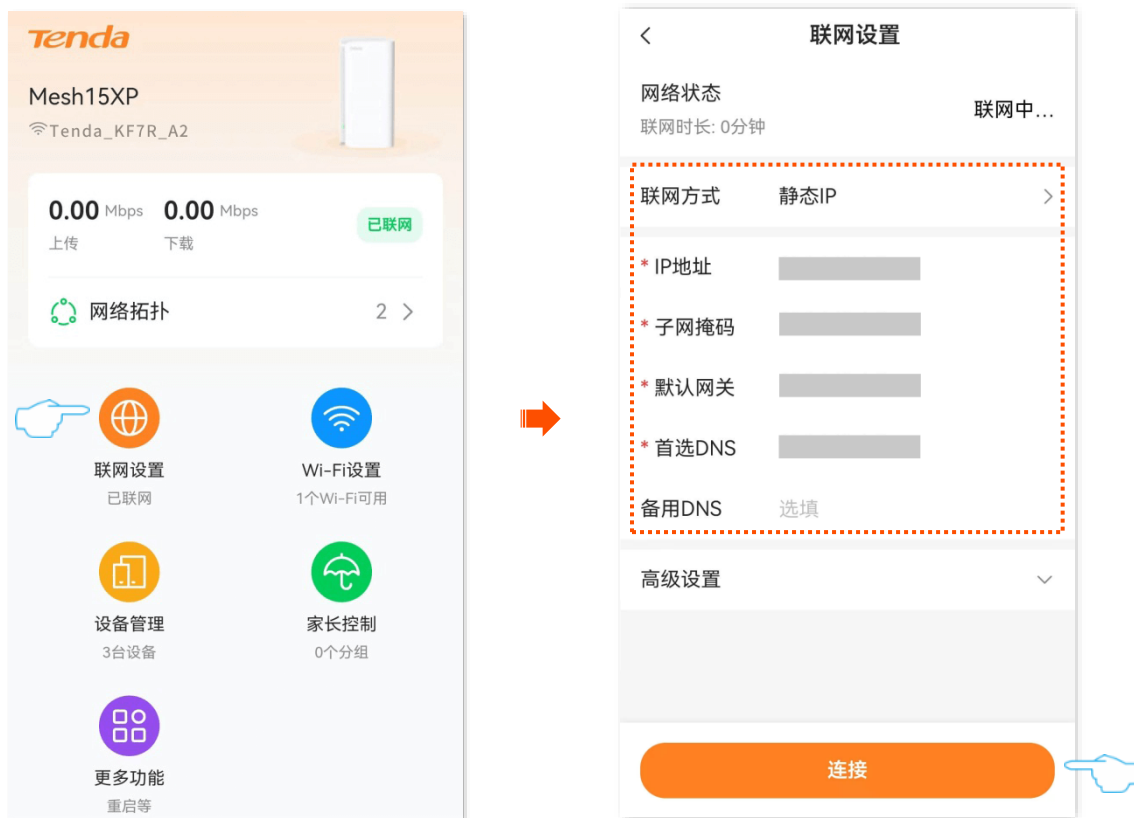 Tenda
Mesh15XP
Tenda_KF7R_A2
0.00 Mbps 0.00 Mbps
上传 下载
已联网
网络拓扑 2
联网设置
已联网
Wi-Fi设置
1个Wi-Fi可用
设备管理
3台设备
家长控制
0个分组
更多功能
重启等
联网设置
网络状态
联网时长: 0分钟
联网中...
联网方式 静态IP
* IP地址
* 子网掩码
* 默认网关
* 首选DNS
备用DNS 选填
高级设置
连接